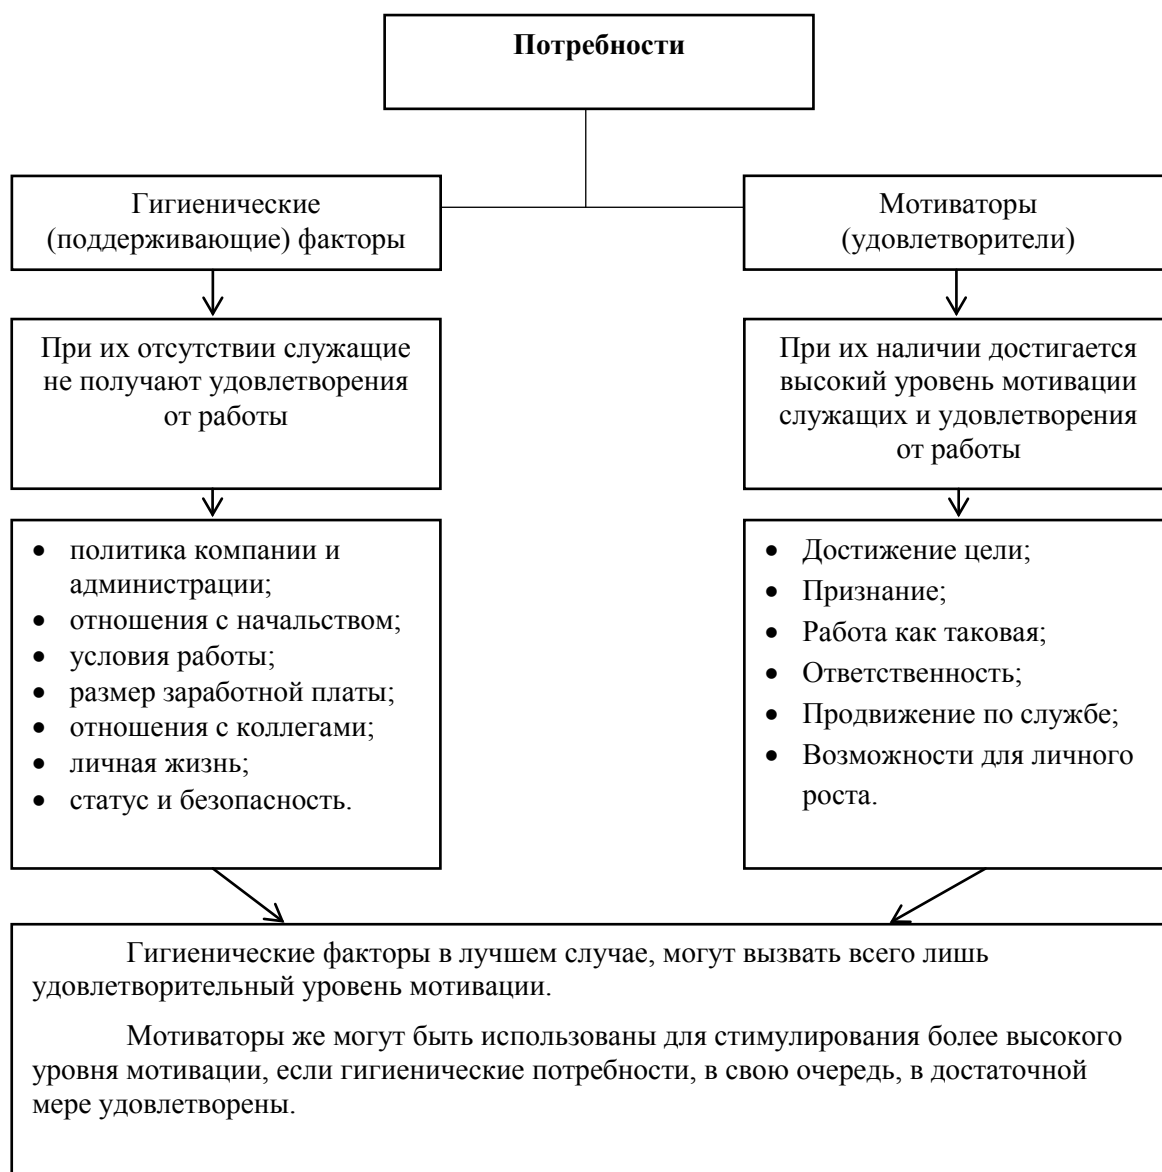 Потребности
Гигиенические
(поддерживающие) факторы
Мотиваторы
(удовлетворители)
При их отсутствии служащие
не получают удовлетворения
от работы
При их наличии достигается
высокий уровень мотивации
служащих и удовлетворения
от работы
• политика компании и
администрации;
• отношения с начальством;
• условия работы;
• размер заработной платы;
• отношения с коллегами;
• личная жизнь;
• статус и безопасность.
• Достижение цели;
• Признание;
• Работа как таковая;
• Ответственность;
• Продвижение по службе;
• Возможности для личного
роста.
Гигиенические факторы в лучшем случае, могут вызвать всего лишь
удовлетворительный уровень мотивации.
Мотиваторы же могут быть использованы для стимулирования более высокого
уровня мотивации, если гигиенические потребности, в свою очередь, в достаточной
мере удовлетворены.